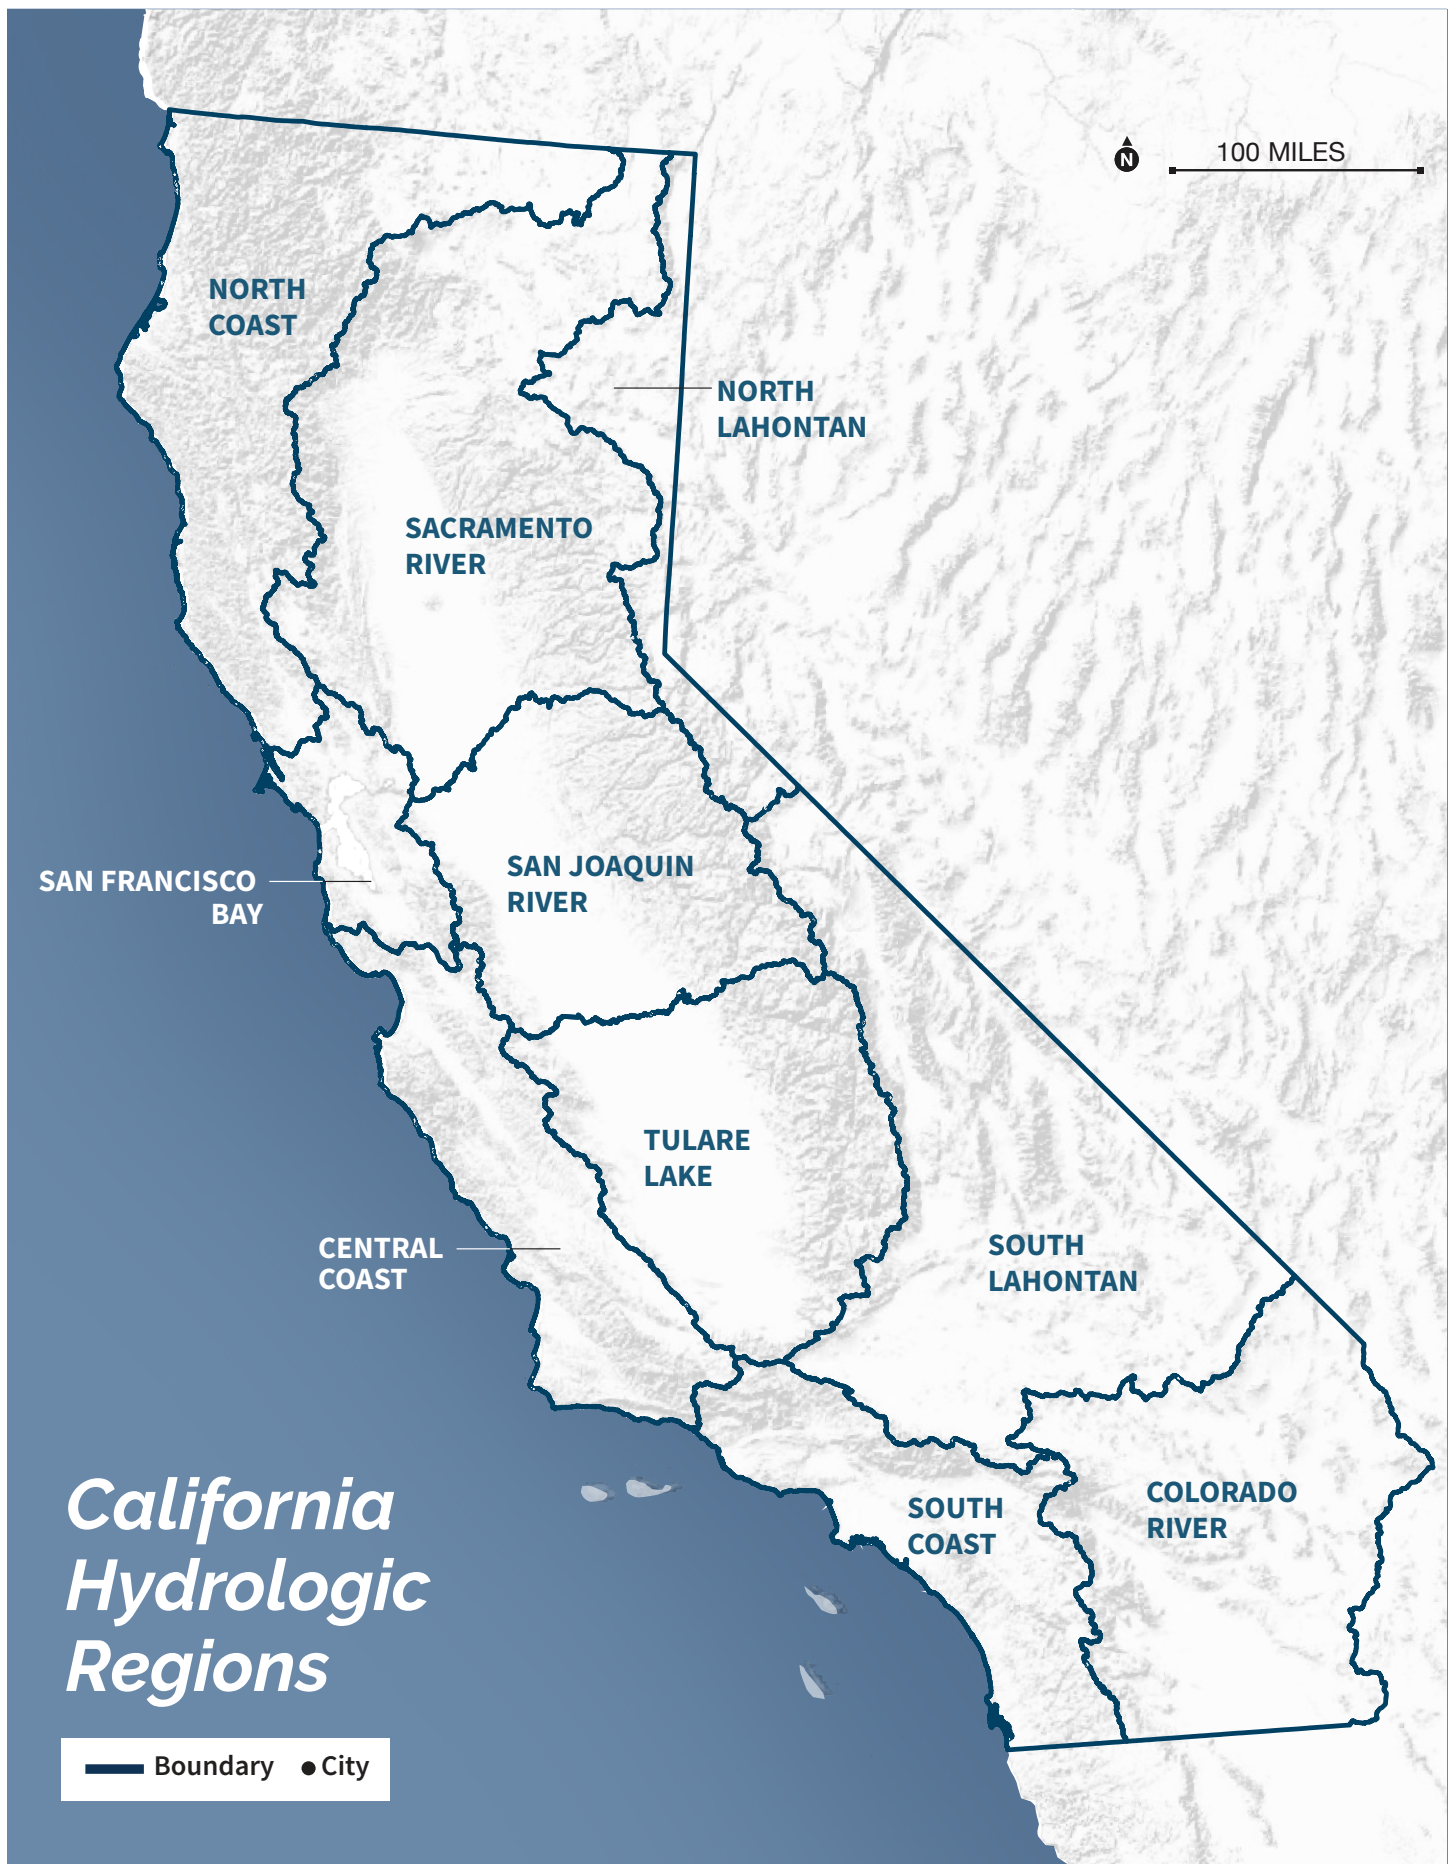 N
100 MILES
NORTH
COAST
NORTH
LAHONTAN
SACRAMENTO
RIVER
SAN JOAQUIN
RIVER
SAN FRANCISCO
BAY
TULARE
LAKE
CENTRAL
COAST
SOUTH
LAHONTAN
COLORADO
RIVER
SOUTH
COAST
California
Hydrologic
Regions
Boundary City